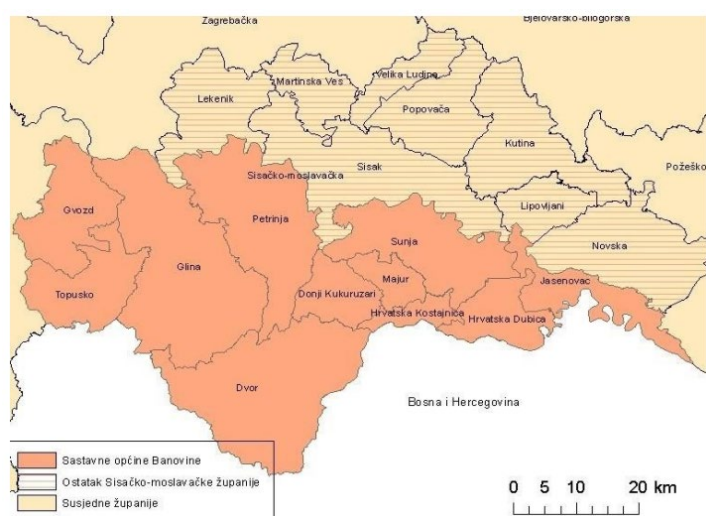 Zagrebačka
Bjelovarsko-bilogorska
Velika Ludina
Martinska Ves
Lekenik
Popovača
Kutina
Sisak
Požeško
Sisačko-moslavačka
Lipovljani
Gvozd
Petrinja
Sunja
Novska
Glina
Majur
Jasenovac
Topusko
Donji Kukuruzari
Hrvatska Kostajnica
Hrvatska Dubica
Dvor
Bosna i Hercegovina
Sastavne općine Banovine
Ostatak Sisačko-moslavačke županije
Susjedne županije
0 5 10 20 km